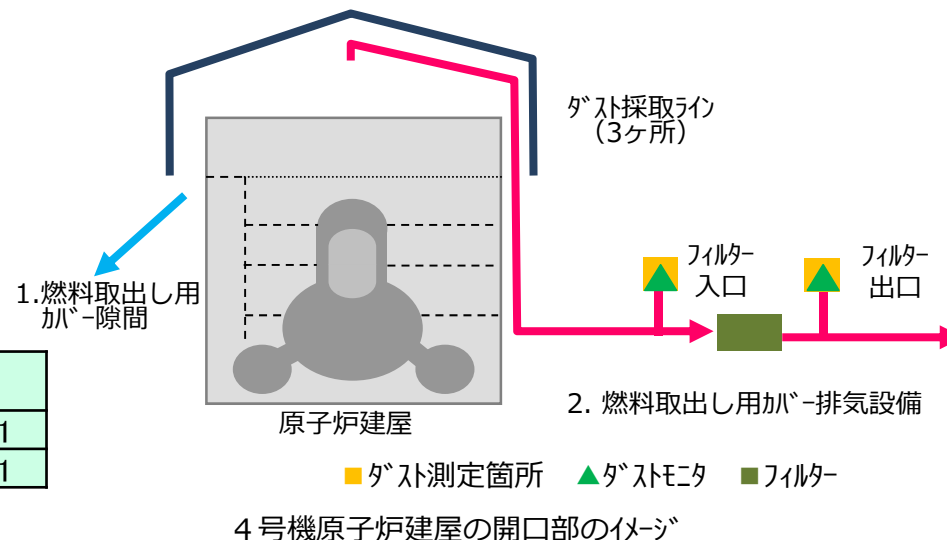 ﾀﾞｽﾄ採取ﾗｲﾝ
（3ヶ所）
フィルター
入口
フィルター
出口
1.燃料取出し用
ｶﾊﾞｰ隙間
1
1
原子炉建屋
2. 燃料取出し用ｶﾊﾞｰ排気設備
■ダスト測定箇所 ▲ダストモニタ ■フィルター
４号機原子炉建屋の開口部のイメージ